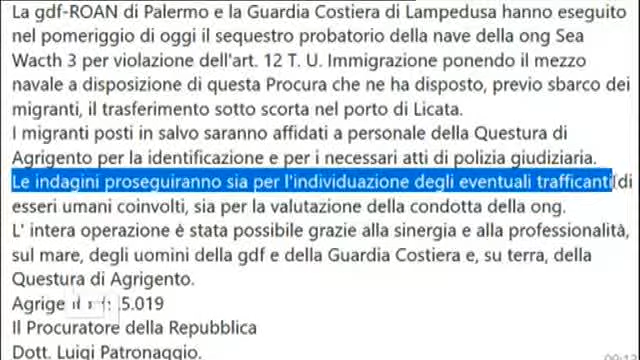 La gdf-ROAN di Palermo e la Guardia Costiera di Lampedusa hanno eseguito
nel pomeriggio di oggi il sequestro probatorio della nave della ong Sea
Wacth 3 per violazione dell'art. 12 T. U. Immigrazione ponendo il mezzo
navale a disposizione di questa Procura che ne ha disposto, previo sbarco dei
migranti, il trasferimento sotto scorta nel porto di Licata.
I migranti posti in salvo saranno affidati a personale della Questura di
Agrigento per la identificazione e per i necessari atti di polizia giudiziaria.
Le indagini proseguiranno sia per l'individuazione degli eventuali trafficanti di
esseri umani coinvolti, sia per la valutazione della condotta della ong.
L' intera operazione è stata possibile grazie alla sinergia e alla professionalità,
sul mare, degli uomini della gdf e della Guardia Costiera e, su terra, della
Questura di Agrigento.
5.019
Il Procuratore della Repubblica
Dott. Luigi Patronaggio.